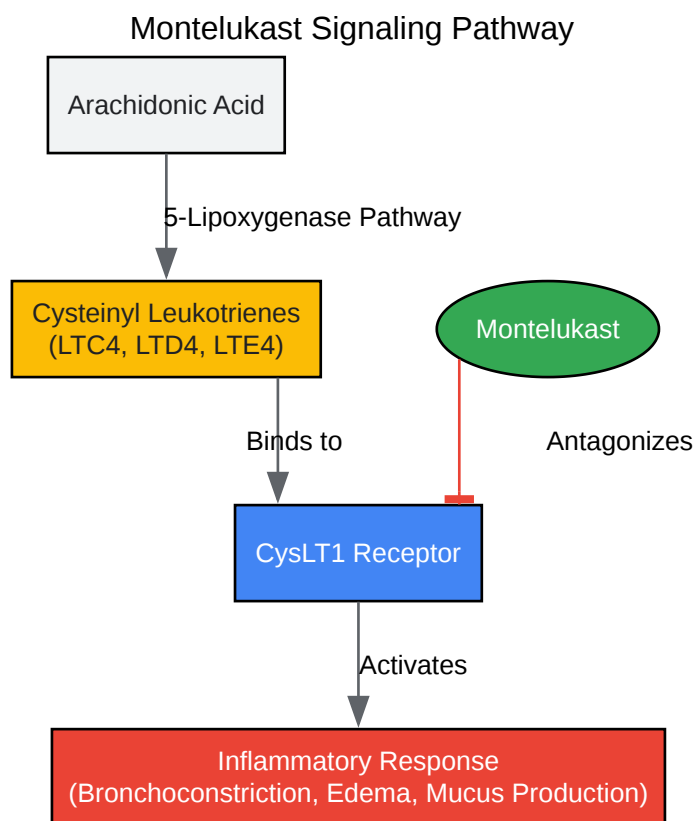 Montelukast Signaling Pathway
Arachidonic Acid
5-Lipoxygenase Pathway
Cysteinyl Leukotrienes
(LTC4, LTD4, LTE4)
Montelukast
Binds to
Antagonizes
CysLT1 Receptor
Activates
Inflammatory Response
(Bronchoconstriction, Edema, Mucus Production)